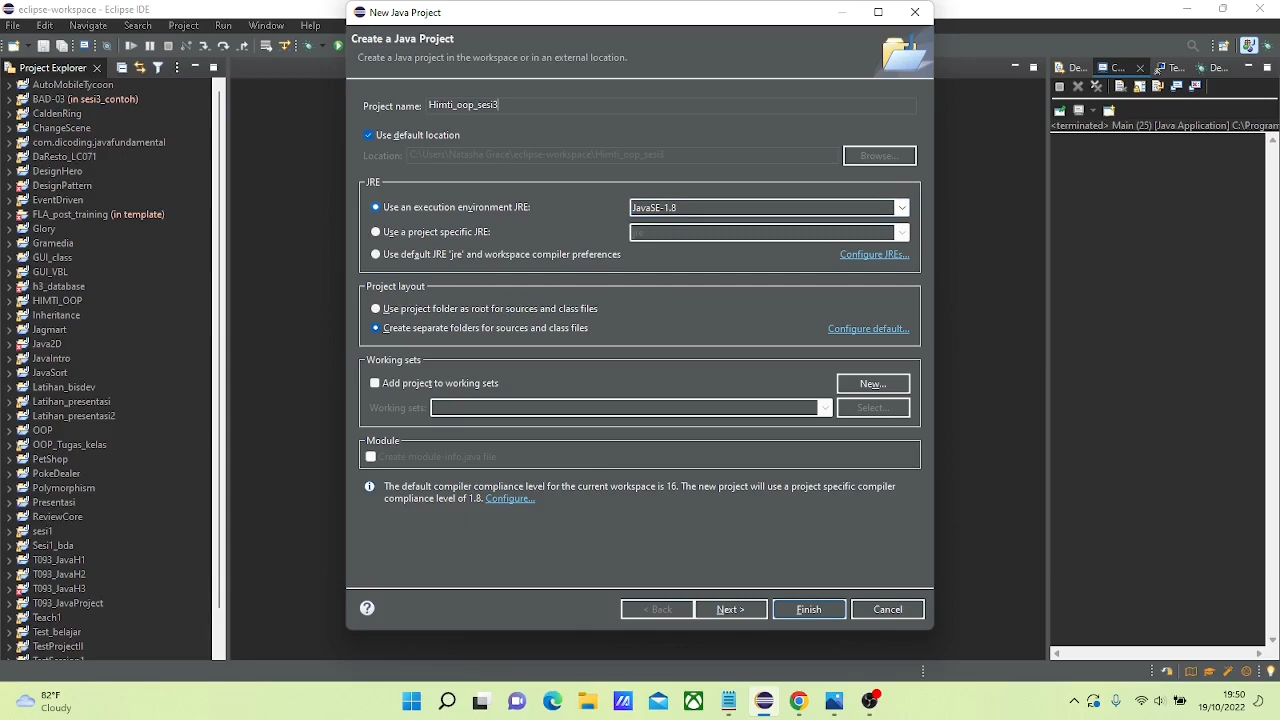 eclipse-workspace - Eclipse IDE
File Edit Navigate Search Project Run Window Help
New Java Project
Create a Java Project
Create a Java project in the workspace or in an external location.
Project name: Himti_oop_sesi3
Use default location
Location: C:\Users\Natasha Grace\eclipse-workspace\Himti_oop_sesi3 Browse...
JRE
Use an execution environment JRE: JavaSE-1.8
Use a project specific JRE: jre
Use default JRE 'jre' and workspace compiler preferences Configure JREs...
Project layout
Use project folder as root for sources and class files
Create separate folders for sources and class files Configure default...
Working sets
Add project to working sets New...
Working sets: Select...
Module
Create module-info.java file
The default compiler compliance level for the current workspace is 16. The new project will use a project specific compiler
compliance level of 1.8. Configure...
< Back Next > Finish Cancel
Project Explorer
AutoMobileTycoon
BAD-03 (in sesi3_contoh)
CaldenRing
ChangeScene
com.dicoding.javafundamental
DaResto_LC071
DesignHero
DesignPattern
EventDriven
FLA_post_training (in template)
Glory
Gramedia
GUI_class
GUI_VBL
h3_database
HIMTI_OOP
Inheritance
Jagmart
Java2D
JavaIntro
JavaSort
Latihan_bisdev
Latihan_presentasi
Latihan_presentasi2
OOP
OOP_Tugas_kelas
PetShop
PokeDealer
Polymorphism
Presentasi
ReviewCore
sesi1
Sesi1_bda
T093_JavaH1
T093_JavaH2
T093_JavaH3
T093_JavaProject
Teach1
Test_belajar
TestProjectII
De... C... Te... De...
<terminated> Main (25) [Java Application] C:\Program
82°F
Cloudy
19:50
19/10/2022